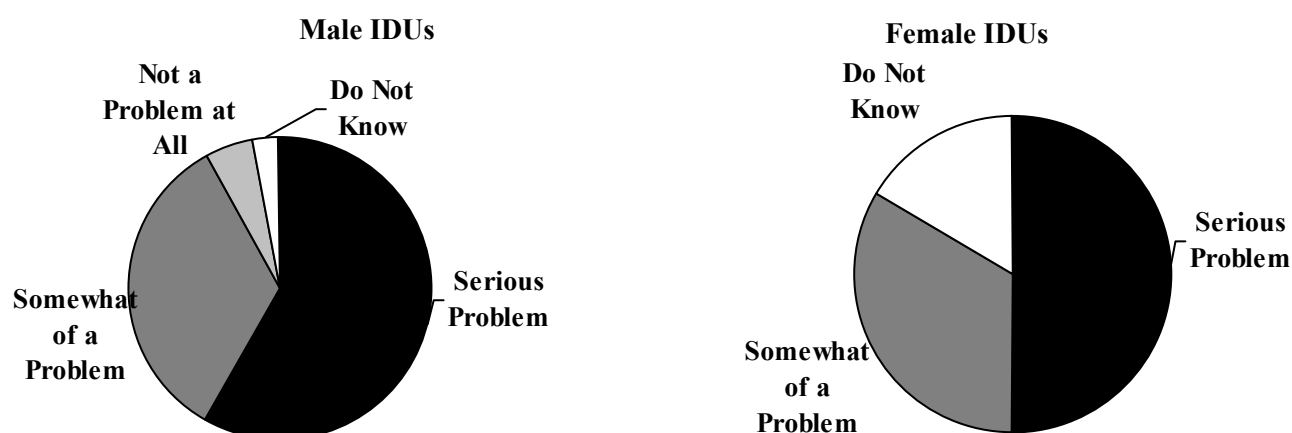 Male IDUs
Not a
Problem at
All
Do Not
Know
Somewhat
of a
Problem
Serious
Problem
Female IDUs
Do Not
Know
Serious
Problem
Somewhat
of a
Problem